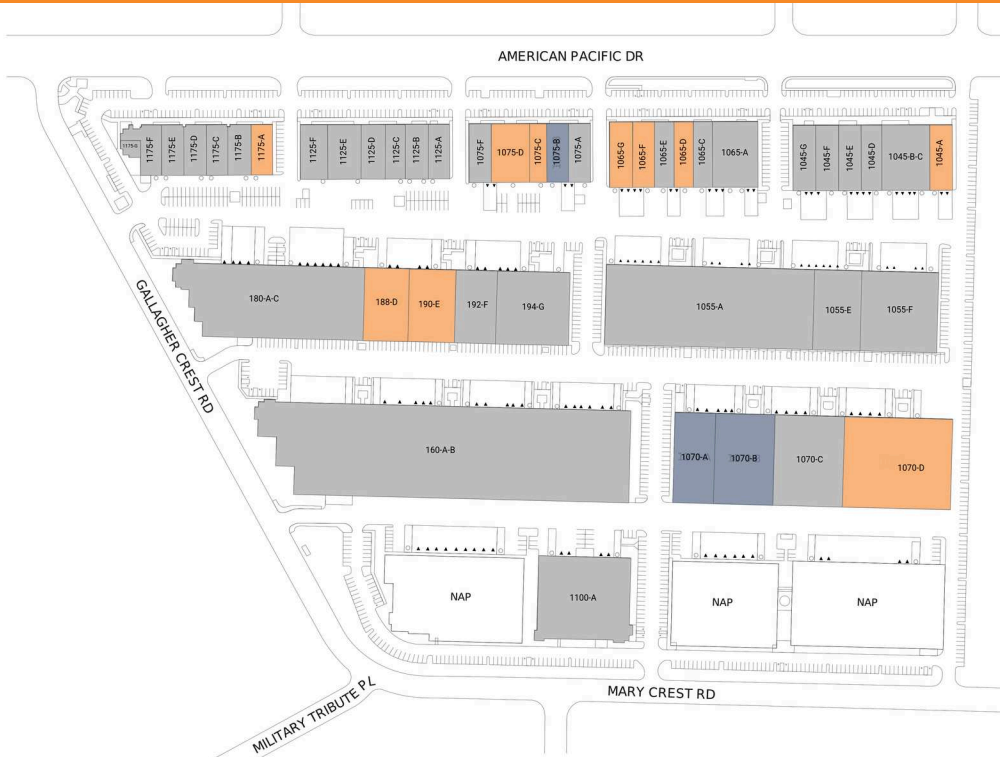 AMERICAN PACIFIC DR
1175-G
1175-F
1175-E
1175-D
1175-C
1175-B
1175-A
1125-F
1125-E
1125-D
1125-C
1125-B
1125-A
1075-F
1075-D
1075-C
1075-B
1075-A
1065-G
1065-F
1065-E
1065-D
1065-C
1065-A
1045-G
1045-F
1045-E
1045-D
1045-B-C
1045-A
180-A-C
188-D
190-E
192-F
194-G
1055-A
1055-E
1055-F
GALLAGHER CREST RD
160-A-B
1070-A
1070-B
1070-C
1070-D
NAP
1100-A
NAP
NAP
MARY CREST RD
MILITARY TRIBUTE PL